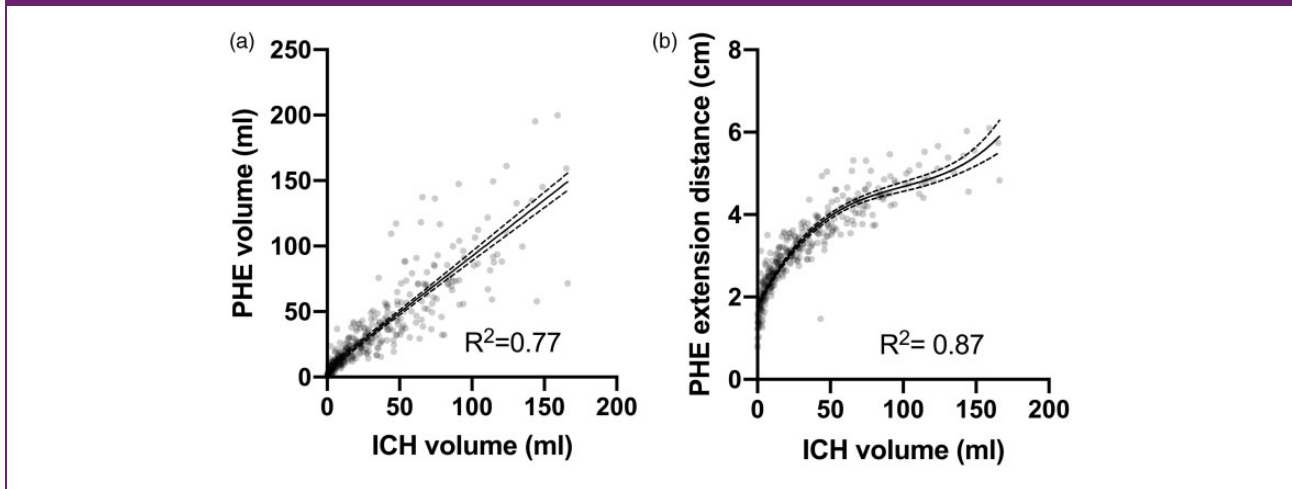 (a)
250
200
150
100
50
0
PHE volume (ml)
R²=0.77
0 50 100 150 200
ICH volume (ml)
(b)
8
6
4
2
0
PHE extension distance (cm)
R²= 0.87
0 50 100 150 200
ICH volume (ml)